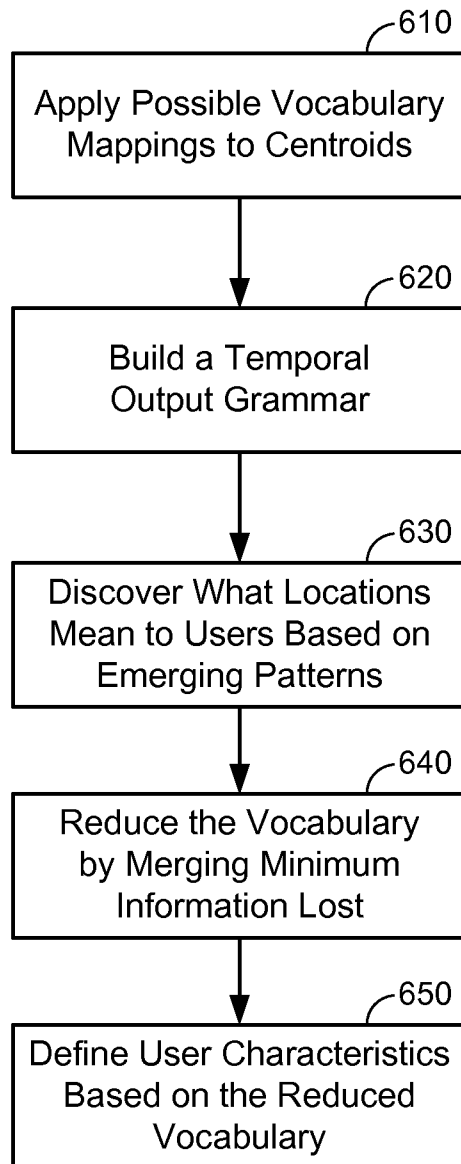 610
Apply Possible Vocabulary
Mappings to Centroids
620
Build a Temporal
Output Grammar
630
Discover What Locations
Mean to Users Based on
Emerging Patterns
640
Reduce the Vocabulary
by Merging Minimum
Information Lost
650
Define User Characteristics
Based on the Reduced
Vocabulary